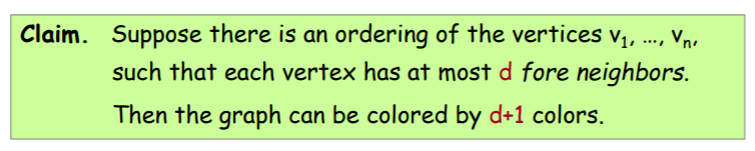 Claim. Suppose there is an ordering of the vertices v₁, …, vₙ,
such that each vertex has at most d fore neighbors.
Then the graph can be colored by d+1 colors.